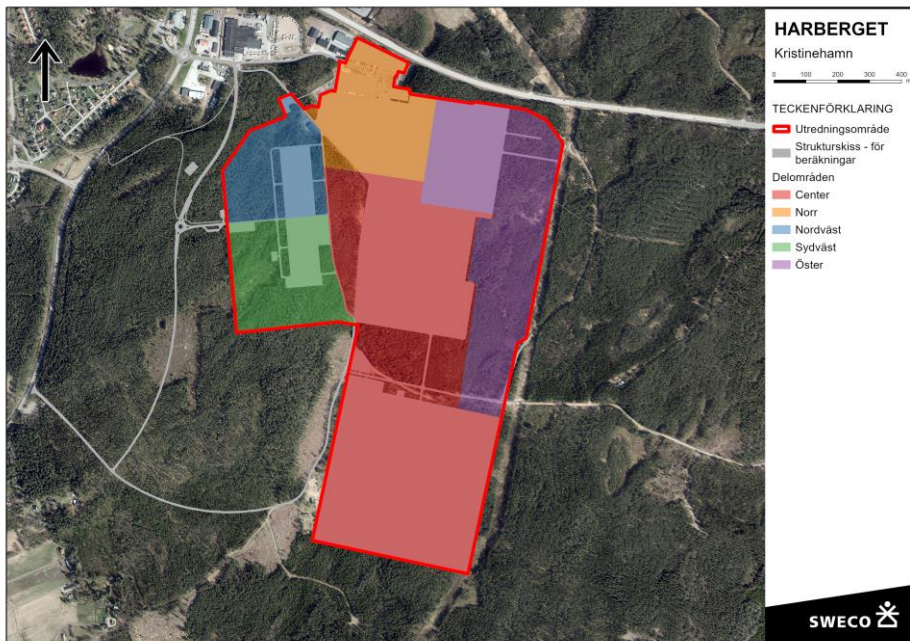 HARBERGET
Kristinehamn
0 100 200 300 400
m
TECKENFÖRKLARING
Utredningsområde
Strukturskiss - för
beräkningar
Delområden
Center
Norr
Nordväst
Sydväst
Öster
SWECO